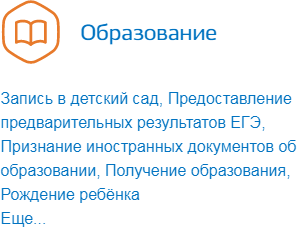 Образование
Запись в детский сад, Предоставление
предварительных результатов ЕГЭ,
Признание иностранных документов об
образовании, Получение образования,
Рождение ребёнка
Еще...